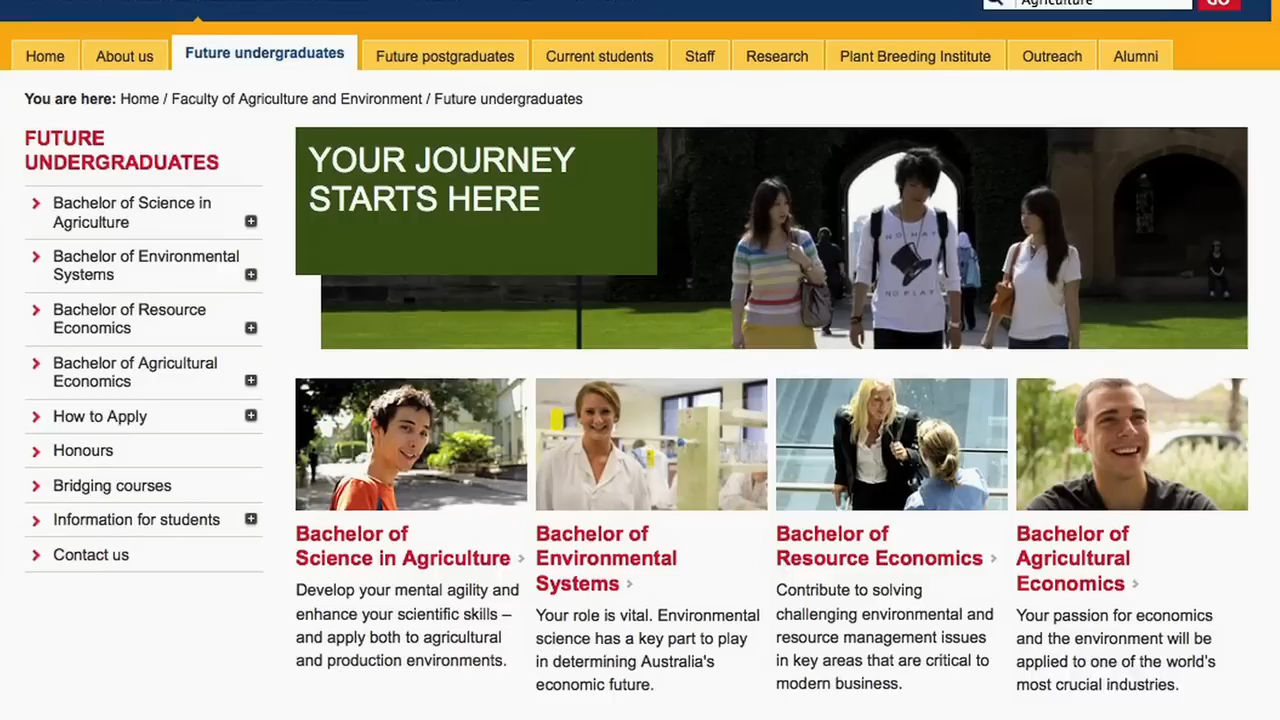 Agriculture
GO
Home
About us
Future undergraduates
Future postgraduates
Current students
Staff
Research
Plant Breeding Institute
Outreach
Alumni
You are here: Home / Faculty of Agriculture and Environment / Future undergraduates
FUTURE
UNDERGRADUATES
Bachelor of Science in
Agriculture
Bachelor of Environmental
Systems
Bachelor of Resource
Economics
Bachelor of Agricultural
Economics
How to Apply
Honours
Bridging courses
Information for students
Contact us
YOUR JOURNEY
STARTS HERE
NO HAT
NO PLAY
Bachelor of
Science in Agriculture
Develop your mental agility and
enhance your scientific skills –
and apply both to agricultural
and production environments.
Bachelor of
Environmental
Systems
Your role is vital. Environmental
science has a key part to play
in determining Australia's
economic future.
Bachelor of
Resource Economics
Contribute to solving
challenging environmental and
resource management issues
in key areas that are critical to
modern business.
Bachelor of
Agricultural
Economics
Your passion for economics
and the environment will be
applied to one of the world's
most crucial industries.